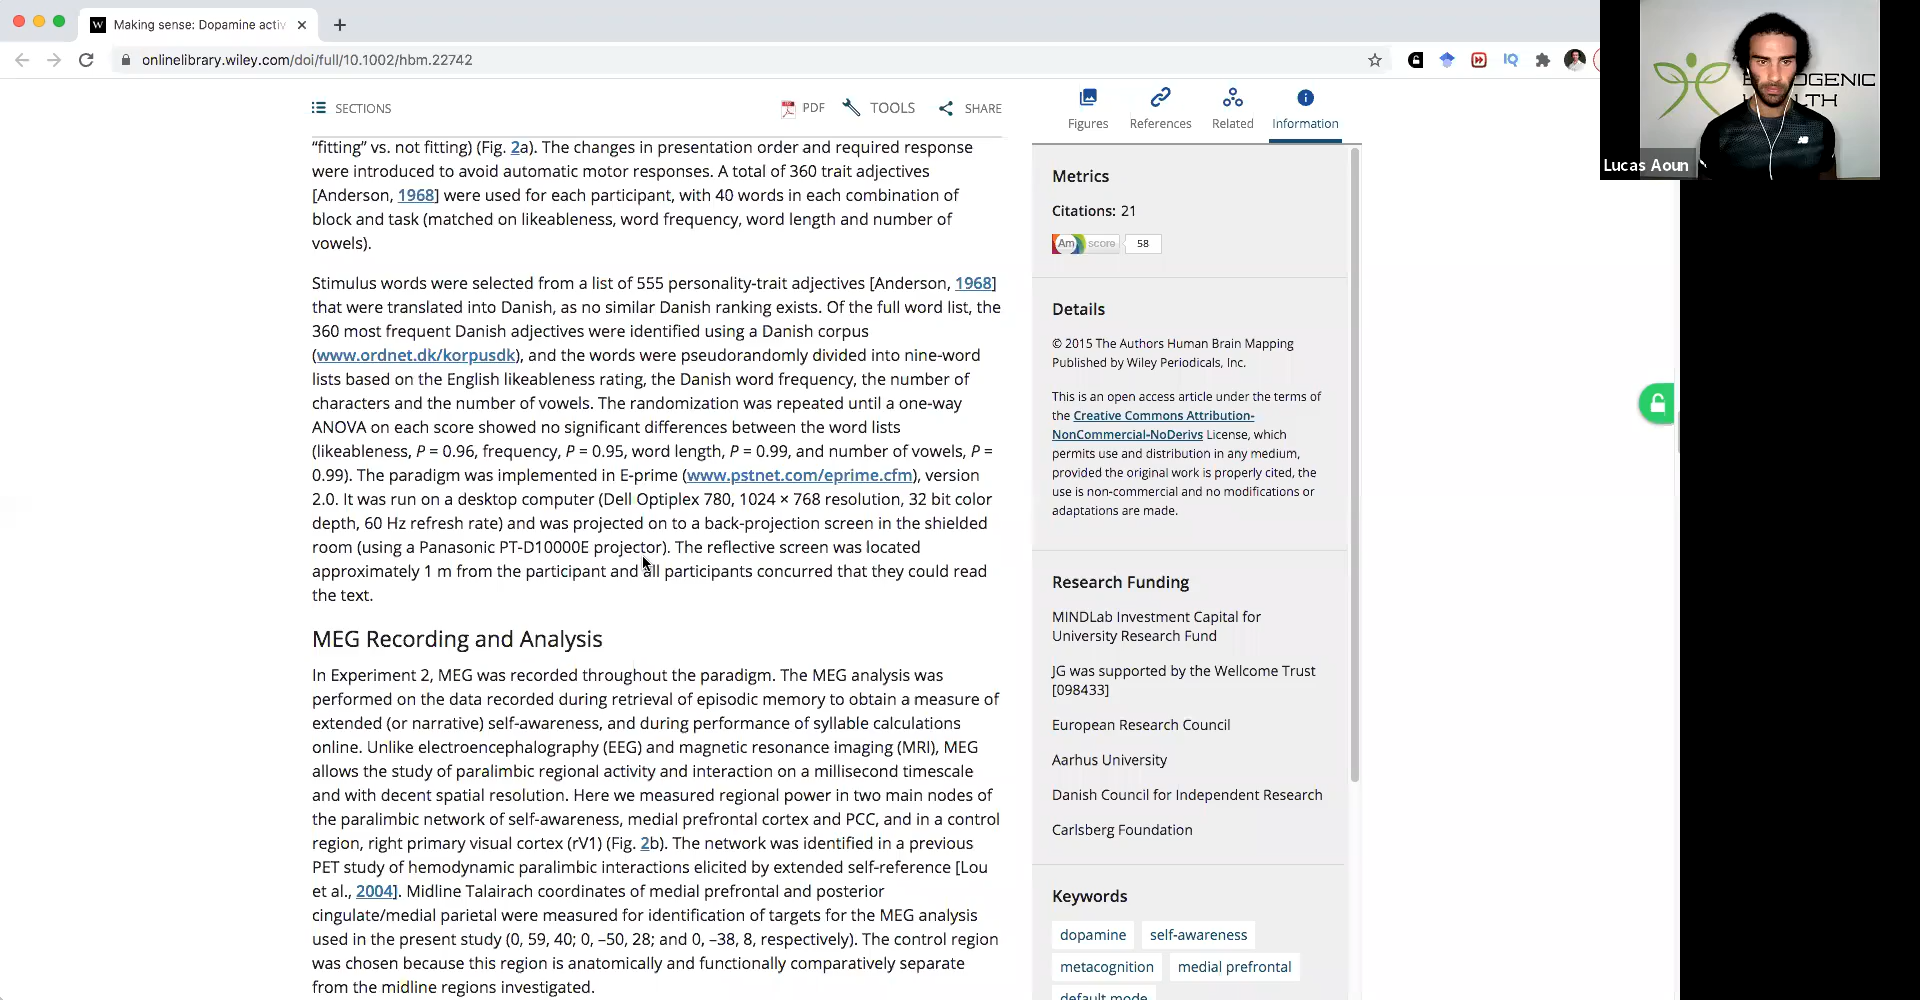 W Making sense: Dopamine activ
onlinelibrary.wiley.com/doi/full/10.1002/hbm.22742
IQ
SECTIONS
PDF
TOOLS
SHARE
“fitting” vs. not fitting) (Fig. 2a). The changes in presentation order and required response
were introduced to avoid automatic motor responses. A total of 360 trait adjectives
[Anderson, 1968] were used for each participant, with 40 words in each combination of
block and task (matched on likeableness, word frequency, word length and number of
vowels).
Stimulus words were selected from a list of 555 personality-trait adjectives [Anderson, 1968]
that were translated into Danish, as no similar Danish ranking exists. Of the full word list, the
360 most frequent Danish adjectives were identified using a Danish corpus
(www.ordnet.dk/korpusdk), and the words were pseudorandomly divided into nine-word
lists based on the English likeableness rating, the Danish word frequency, the number of
characters and the number of vowels. The randomization was repeated until a one-way
ANOVA on each score showed no significant differences between the word lists
(likeableness, P = 0.96, frequency, P = 0.95, word length, P = 0.99, and number of vowels, P =
0.99). The paradigm was implemented in E-prime (www.pstnet.com/eprime.cfm), version
2.0. It was run on a desktop computer (Dell Optiplex 780, 1024 × 768 resolution, 32 bit color
depth, 60 Hz refresh rate) and was projected on to a back-projection screen in the shielded
room (using a Panasonic PT-D10000E projector). The reflective screen was located
approximately 1 m from the participant and all participants concurred that they could read
the text.
MEG Recording and Analysis
In Experiment 2, MEG was recorded throughout the paradigm. The MEG analysis was
performed on the data recorded during retrieval of episodic memory to obtain a measure of
extended (or narrative) self-awareness, and during performance of syllable calculations
online. Unlike electroencephalography (EEG) and magnetic resonance imaging (MRI), MEG
allows the study of paralimbic regional activity and interaction on a millisecond timescale
and with decent spatial resolution. Here we measured regional power in two main nodes of
the paralimbic network of self-awareness, medial prefrontal cortex and PCC, and in a control
region, right primary visual cortex (rV1) (Fig. 2b). The network was identified in a previous
PET study of hemodynamic paralimbic interactions elicited by extended self-reference [Lou
et al., 2004]. Midline Talairach coordinates of medial prefrontal and posterior
cingulate/medial parietal were measured for identification of targets for the MEG analysis
used in the present study (0, 59, 40; 0, –50, 28; and 0, –38, 8, respectively). The control region
was chosen because this region is anatomically and functionally comparatively separate
from the midline regions investigated.
Figures
References
Related
Information
Metrics
Citations: 21
Am score 58
Details
© 2015 The Authors Human Brain Mapping
Published by Wiley Periodicals, Inc.
This is an open access article under the terms of
the Creative Commons Attribution-
NonCommercial-NoDerivs License, which
permits use and distribution in any medium,
provided the original work is properly cited, the
use is non-commercial and no modifications or
adaptations are made.
Research Funding
MINDLab Investment Capital for
University Research Fund
JG was supported by the Wellcome Trust
[098433]
European Research Council
Aarhus University
Danish Council for Independent Research
Carlsberg Foundation
Keywords
dopamine
self-awareness
metacognition
medial prefrontal
default mode
Lucas Aoun